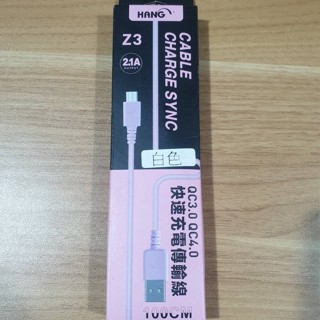 HANG
Z3
2.1A
OUTPUT
CABLE
CHARGE SYNC
白色
QC3.0 QC4.0
快速充電傳輸線
100CM